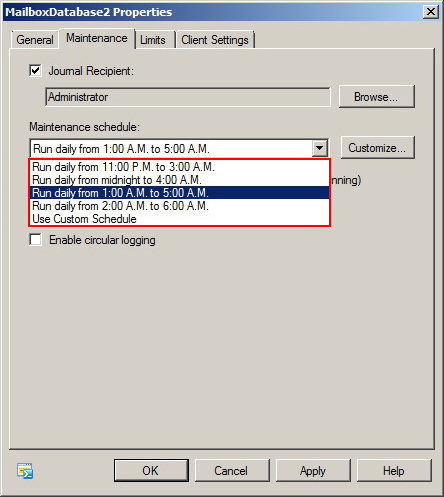 MailboxDatabase2 Properties
General Maintenance Limits Client Settings
Journal Recipient:
Administrator Browse...
Maintenance schedule:
Run daily from 1:00 A.M. to 5:00 A.M. Customize...
Run daily from 11:00 P.M. to 3:00 A.M.
Run daily from midnight to 4:00 A.M. nning)
Run daily from 1:00 A.M. to 5:00 A.M.
Run daily from 2:00 A.M. to 6:00 A.M.
Use Custom Schedule
Enable circular logging
OK Cancel Apply Help